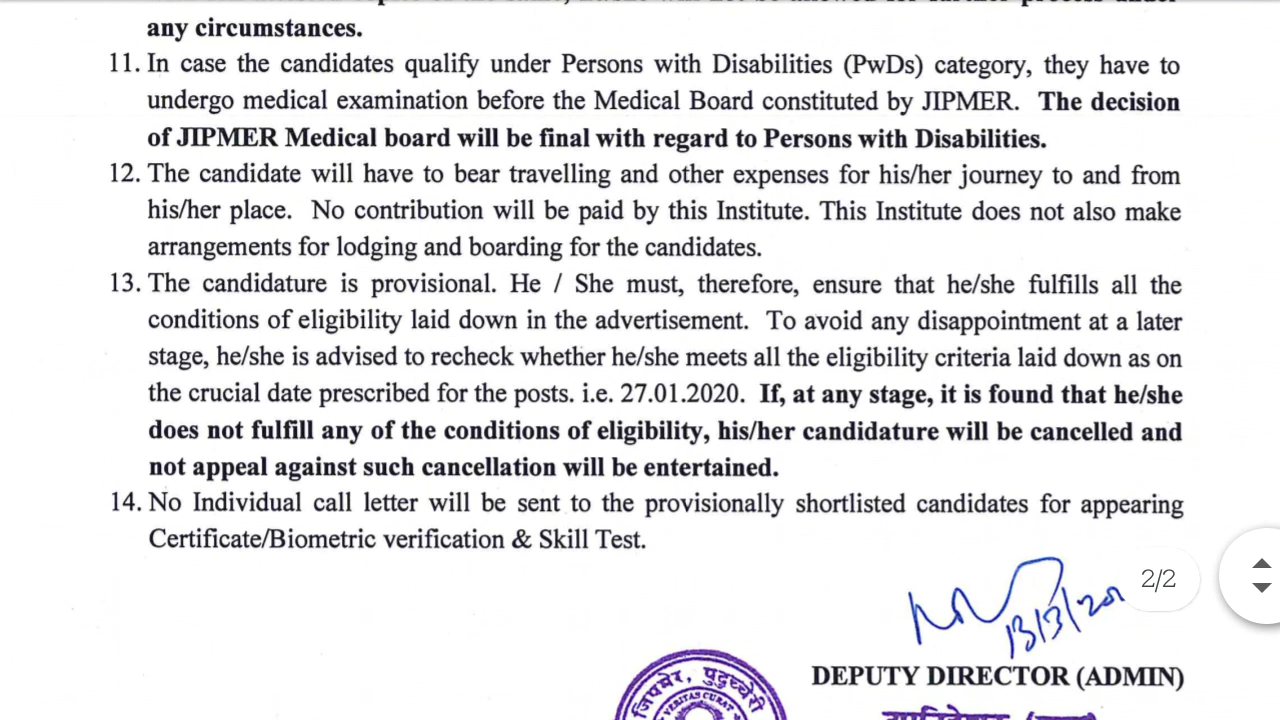 any circumstances.
11. In case the candidates qualify under Persons with Disabilities (PwDs) category, they have to
undergo medical examination before the Medical Board constituted by JIPMER. The decision
of JIPMER Medical board will be final with regard to Persons with Disabilities.
12. The candidate will have to bear travelling and other expenses for his/her journey to and from
his/her place. No contribution will be paid by this Institute. This Institute does not also make
arrangements for lodging and boarding for the candidates.
13. The candidature is provisional. He / She must, therefore, ensure that he/she fulfills all the
conditions of eligibility laid down in the advertisement. To avoid any disappointment at a later
stage, he/she is advised to recheck whether he/she meets all the eligibility criteria laid down as on
the crucial date prescribed for the posts. i.e. 27.01.2020. If, at any stage, it is found that he/she
does not fulfill any of the conditions of eligibility, his/her candidature will be cancelled and
not appeal against such cancellation will be entertained.
14. No Individual call letter will be sent to the provisionally shortlisted candidates for appearing
Certificate/Biometric verification & Skill Test.
2/2
13/3/20
DEPUTY DIRECTOR (ADMIN)
जिपमेर, पुदुच्चेरी
VERITAS CURAT